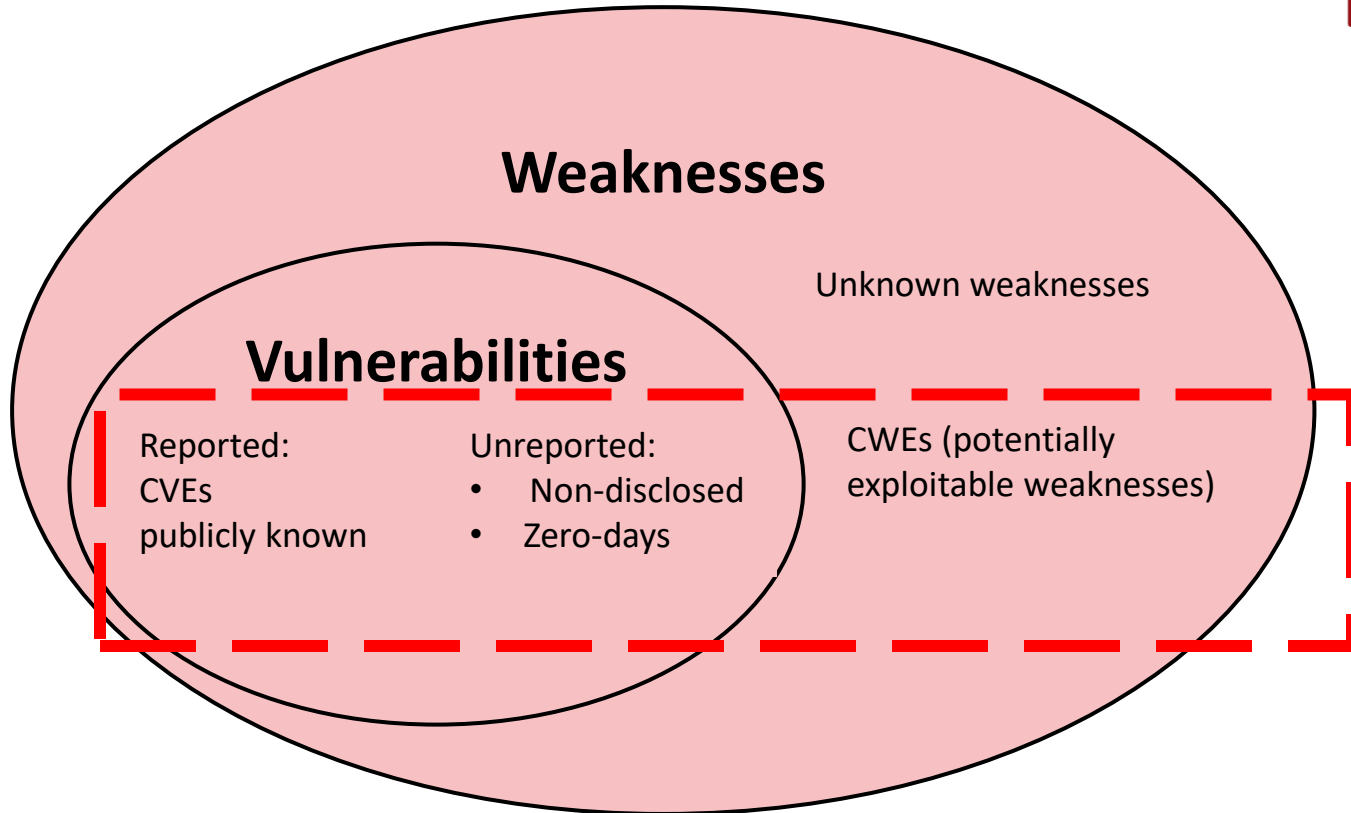 Weaknesses
Unknown weaknesses
Vulnerabilities
Reported:
CVEs
publicly known
Unreported:
• Non-disclosed
• Zero-days
CWEs (potentially
exploitable weaknesses)